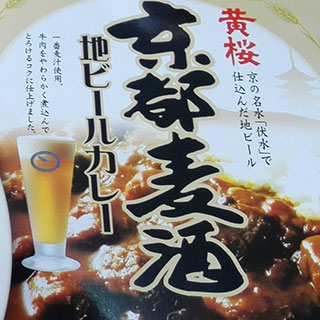 黄桜
京の名水「伏水」で
仕込んだ地ビール
京都麦酒
地ビールカレー
一番麦汁使用。
牛肉をやわらかく煮込んで
とろけるコクに仕上げました。